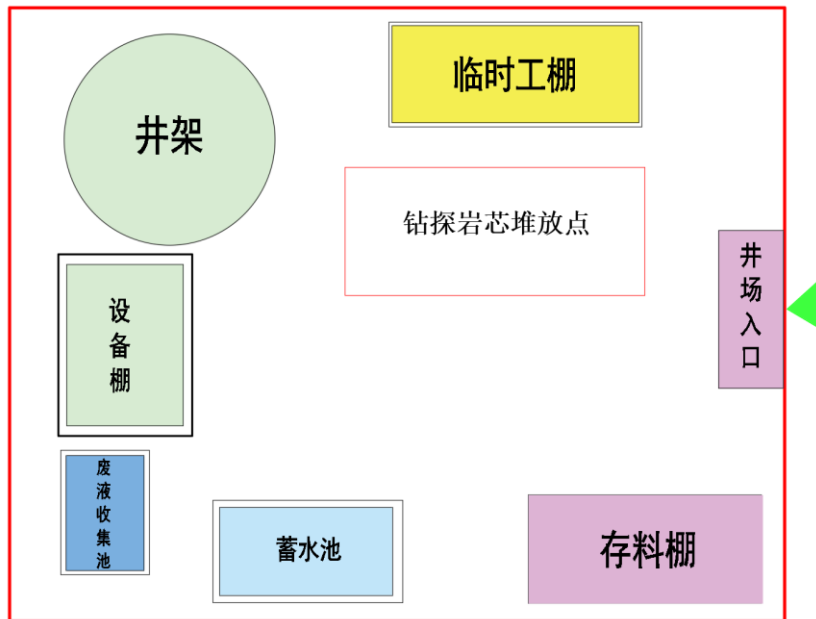 临时工棚
井架
钻探岩芯堆放点
井场入口
设备棚
废液收集池
蓄水池
存料棚